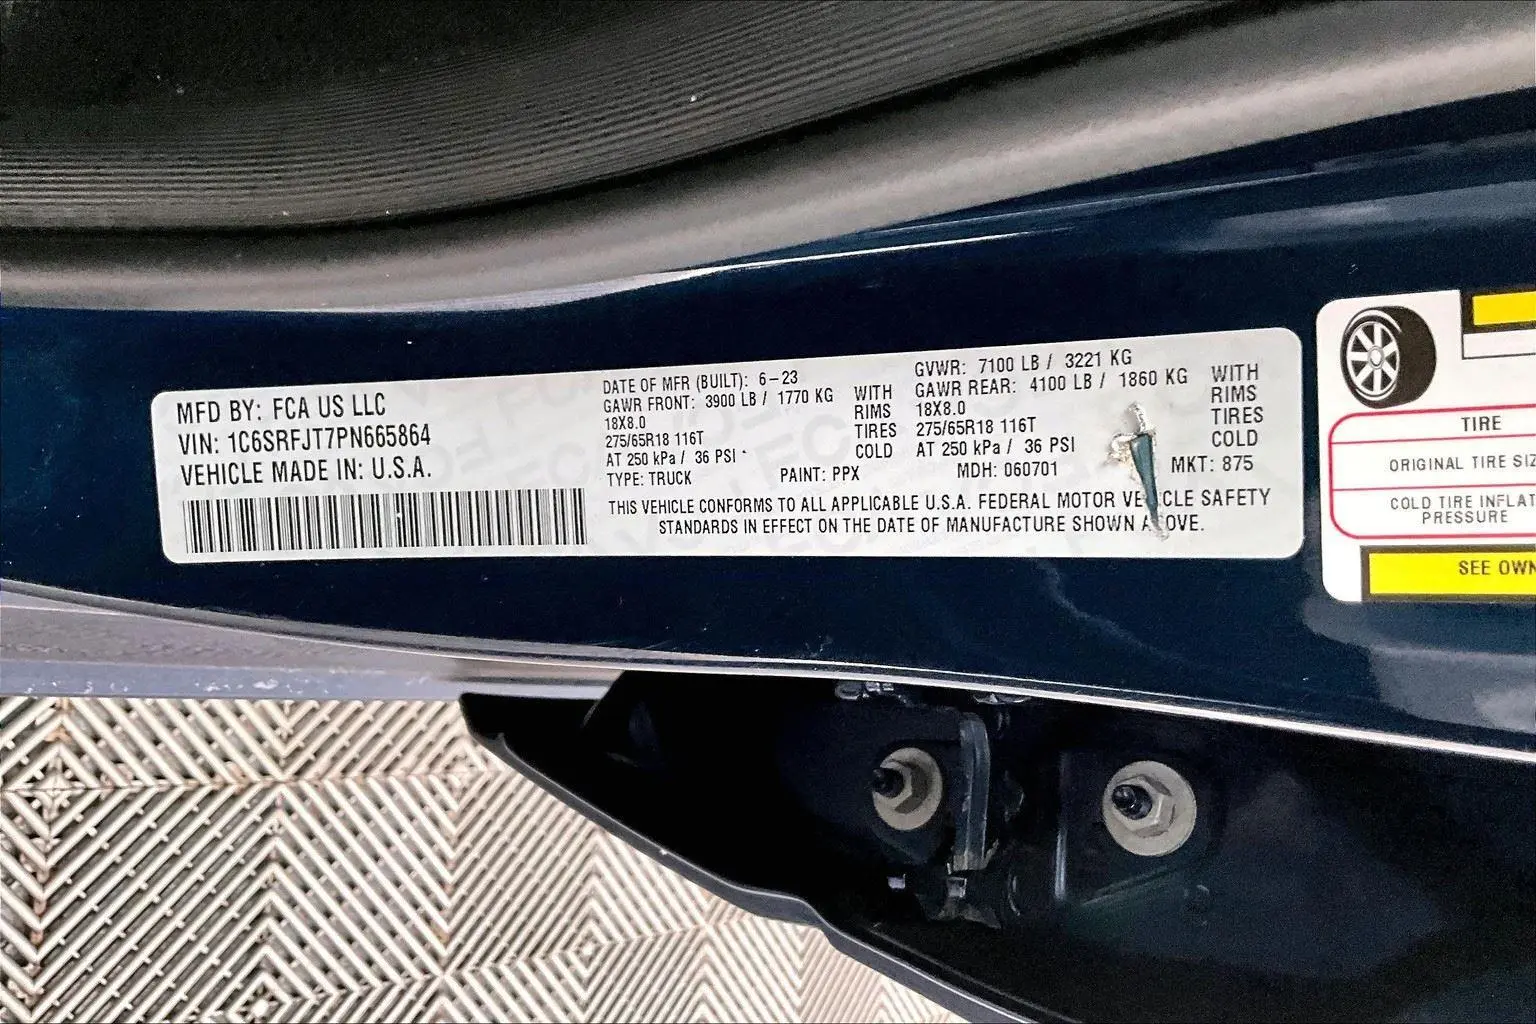 MFD BY: FCA US LLC
VIN: 1C6SRFJT7PN665864
VEHICLE MADE IN: U.S.A.
DATE OF MFR (BUILT): 6-23
GAWR FRONT: 3900 LB / 1770 KG WITH
18X8.0 RIMS
275/65R18 116T TIRES
AT 250 kPa / 36 PSI COLD
TYPE: TRUCK
GVWR: 7100 LB / 3221 KG
GAWR REAR: 4100 LB / 1860 KG WITH
18X8.0 RIMS
275/65R18 116T TIRES
AT 250 kPa / 36 PSI COLD
PAINT: PPX MDH: 060701 MKT: 875
THIS VEHICLE CONFORMS TO ALL APPLICABLE U.S.A. FEDERAL MOTOR VEHICLE SAFETY
STANDARDS IN EFFECT ON THE DATE OF MANUFACTURE SHOWN ABOVE.
TIRE
ORIGINAL TIRE SIZ
COLD TIRE INFLAT
PRESSURE
SEE OWN